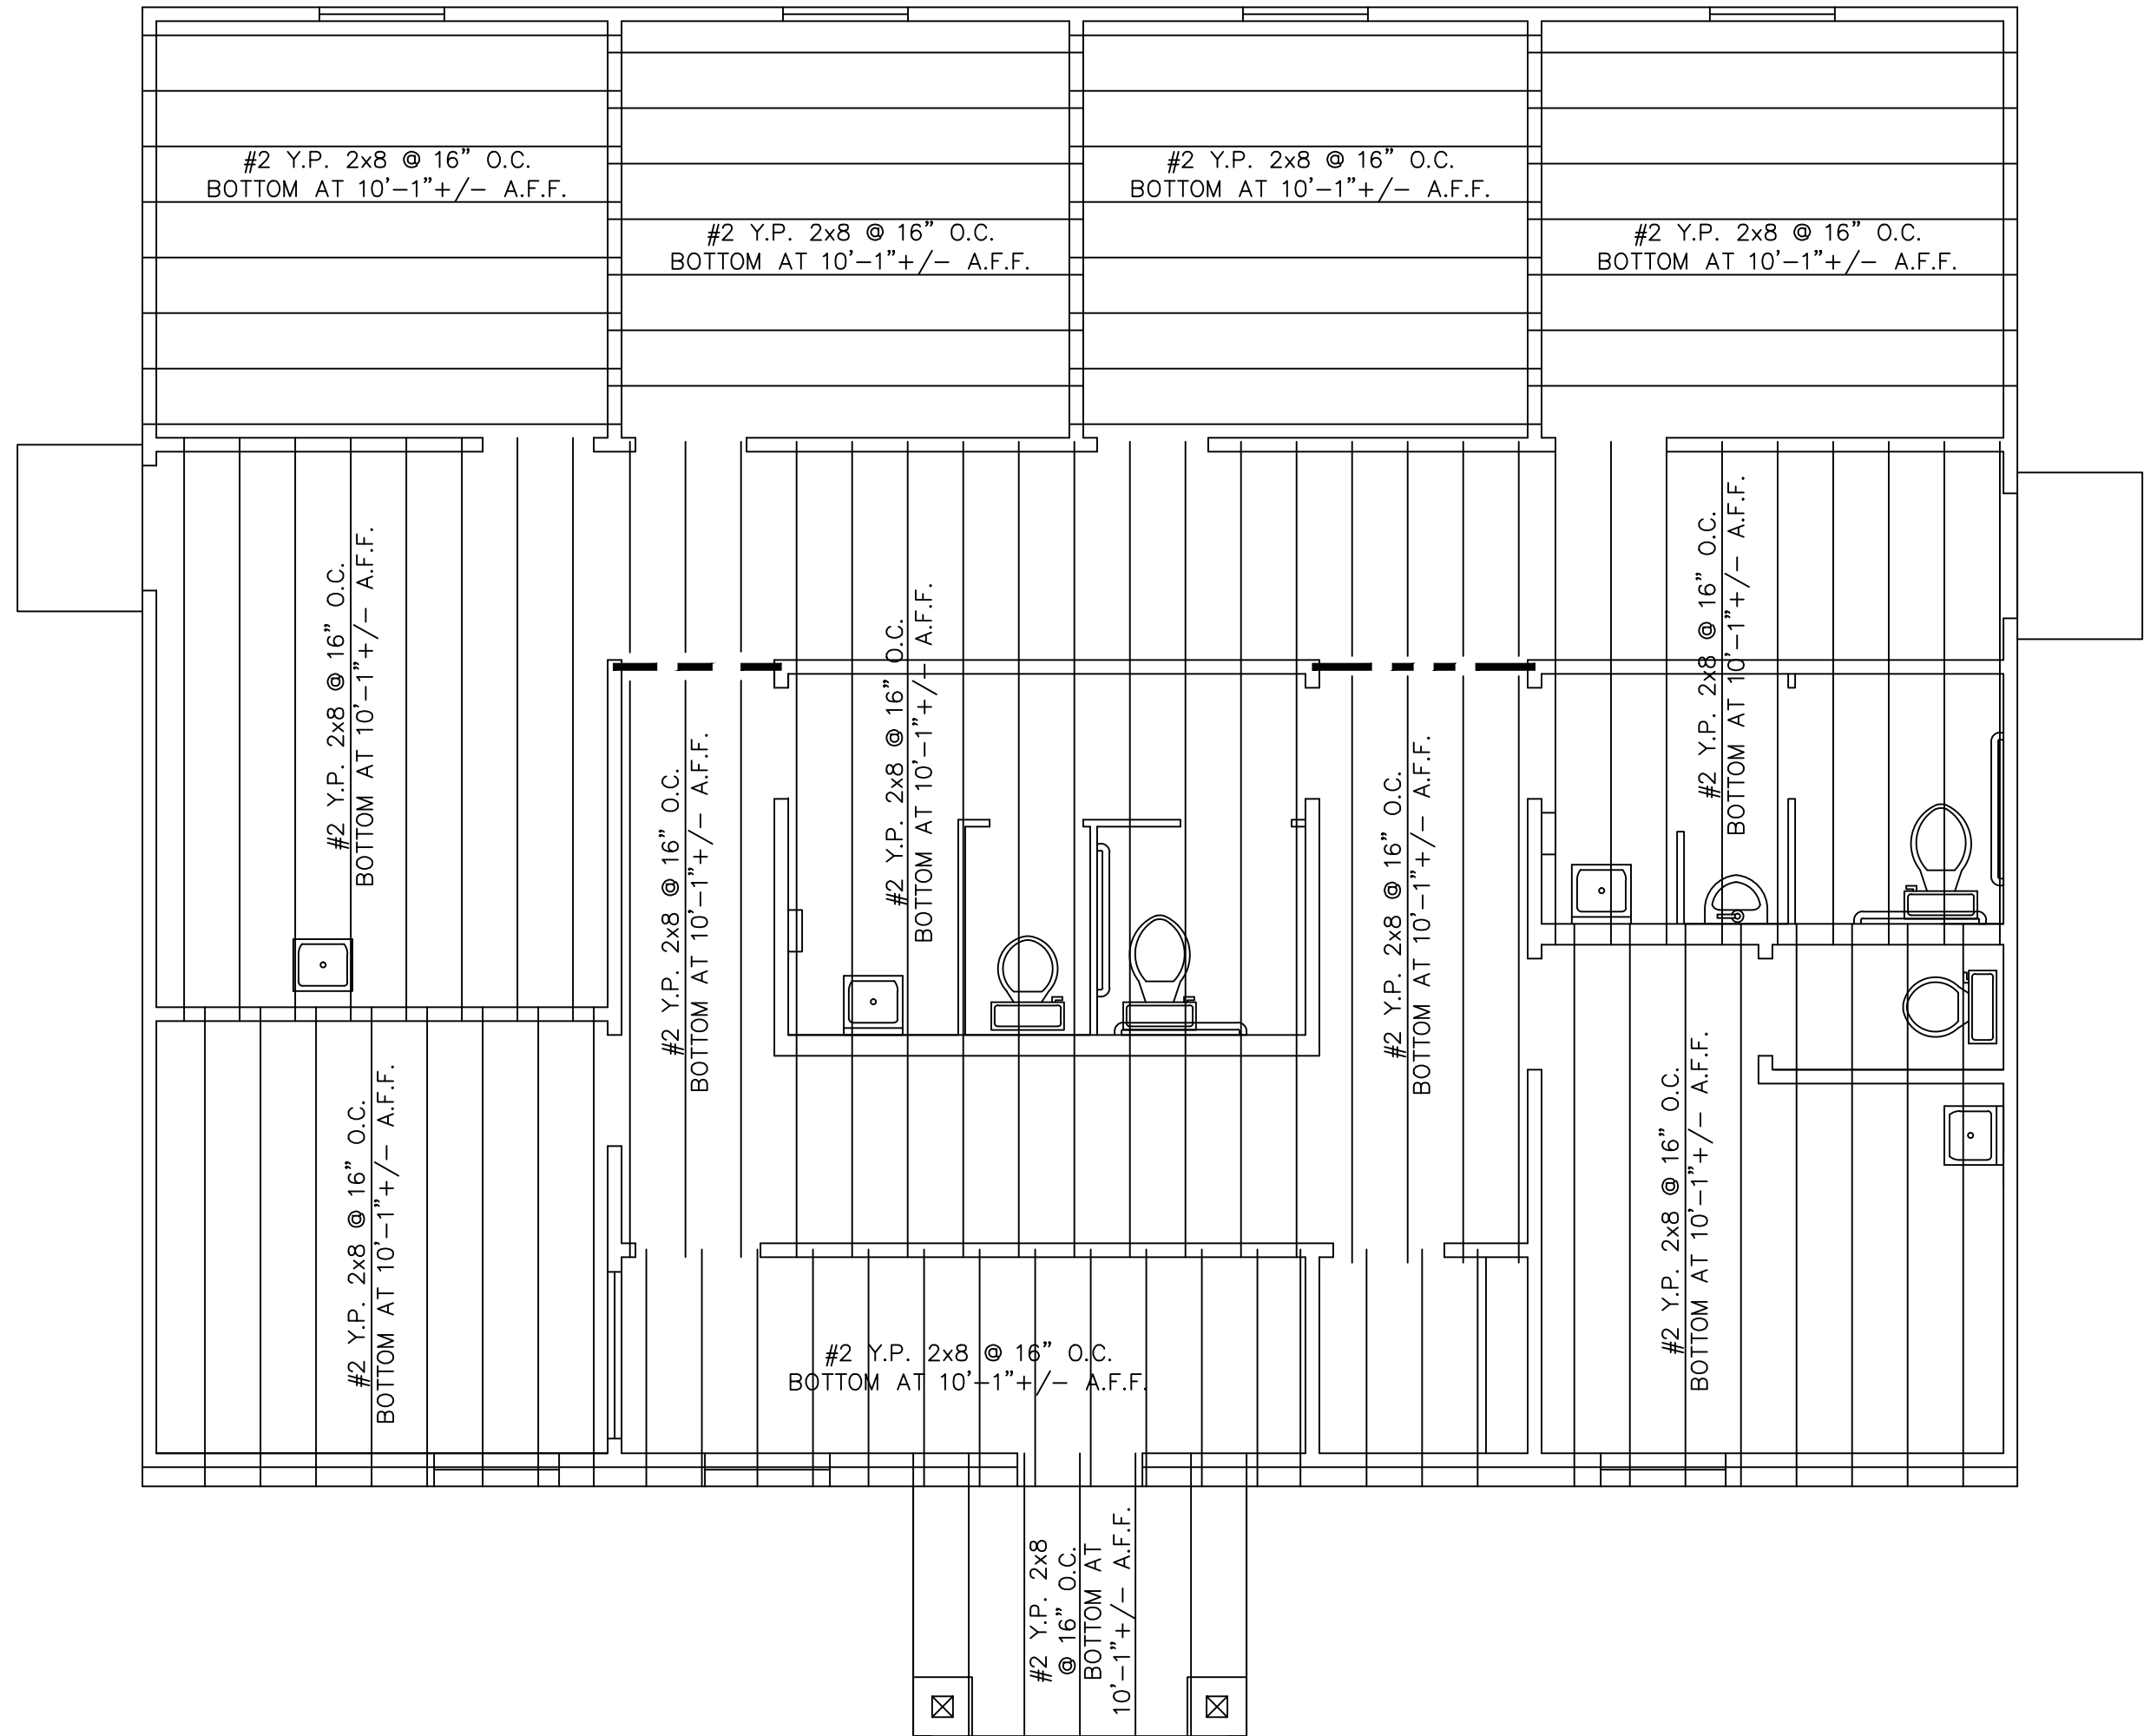 #2 Y.P. 2x8 @ 16" O.C.
BOTTOM AT 10'-1"+/- A.F.F.
#2 Y.P. 2x8 @ 16" O.C.
BOTTOM AT 10'-1"+/- A.F.F.
#2 Y.P. 2x8 @ 16" O.C.
BOTTOM AT 10'-1"+/- A.F.F.
#2 Y.P. 2x8 @ 16" O.C.
BOTTOM AT 10'-1"+/- A.F.F.
#2 Y.P. 2x8 @ 16" O.C.
BOTTOM AT 10'-1"+/- A.F.F.
#2 Y.P. 2x8 @ 16" O.C.
BOTTOM AT 10'-1"+/- A.F.F.
#2 Y.P. 2x8 @ 16" O.C.
BOTTOM AT 10'-1"+/- A.F.F.
#2 Y.P. 2x8 @ 16" O.C.
BOTTOM AT 10'-1"+/- A.F.F.
#2 Y.P. 2x8 @ 16" O.C.
BOTTOM AT 10'-1"+/- A.F.F.
#2 Y.P. 2x8 @ 16" O.C.
BOTTOM AT 10'-1"+/- A.F.F.
#2 Y.P. 2x8 @ 16" O.C.
BOTTOM AT 10'-1"+/- A.F.F.
#2 Y.P. 2x8 @ 16" O.C.
BOTTOM AT 10'-1"+/- A.F.F.
#2 Y.P. 2x8
@ 16" O.C.
BOTTOM AT
10'-1"+/- A.F.F.